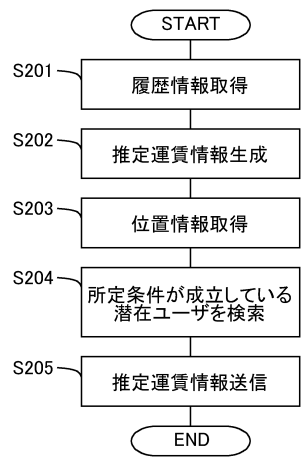 START
S201
履歴情報取得
S202
推定運賃情報生成
S203
位置情報取得
S204
所定条件が成立している
潜在ユーザを検索
S205
推定運賃情報送信
END